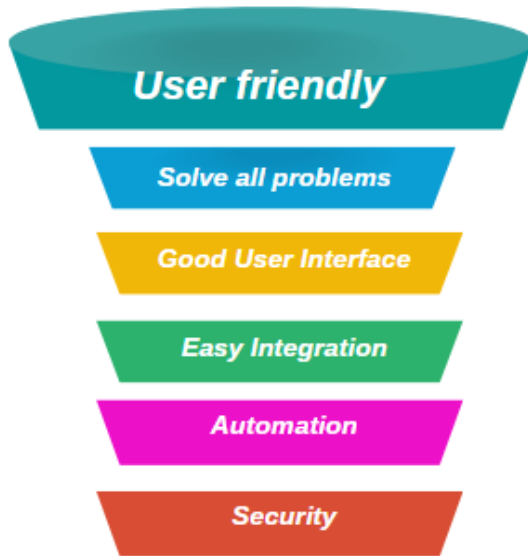 User friendly
Solve all problems
Good User Interface
Easy Integration
Automation
Security